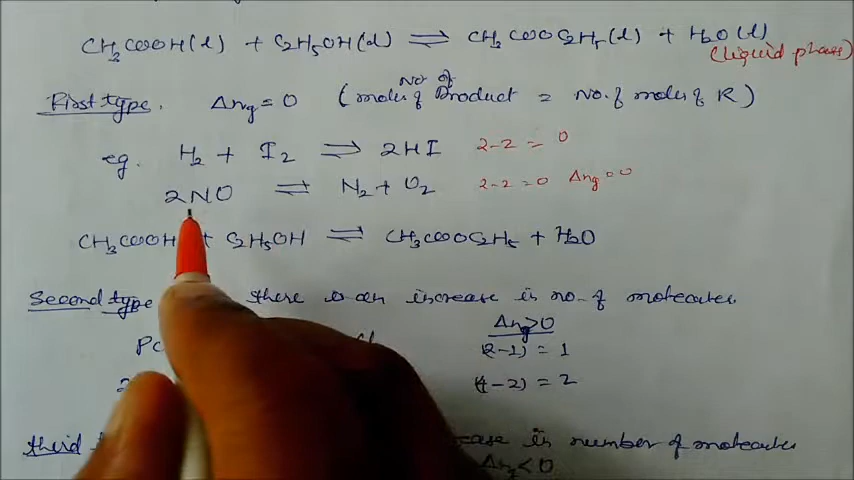 CH3COOH(l) + C2H5OH(l) ⇌ CH3COOC2H5(l) + H2O(l)
(liquid phase)
First type. Δng = 0 (No of moles of Product = No. of moles of R)
eg. H2 + I2 ⇌ 2HI 2-2 = 0
2NO ⇌ N2 + O2 2-2 = 0 Δng = 0
CH3COOH + C2H5OH ⇌ CH3COOC2H5 + H2O
Second type there is an increase in no. of molecules.
Δng>0
(2-1) = 1
2 (4-2) = 2
third in number of molecules
Δng<0